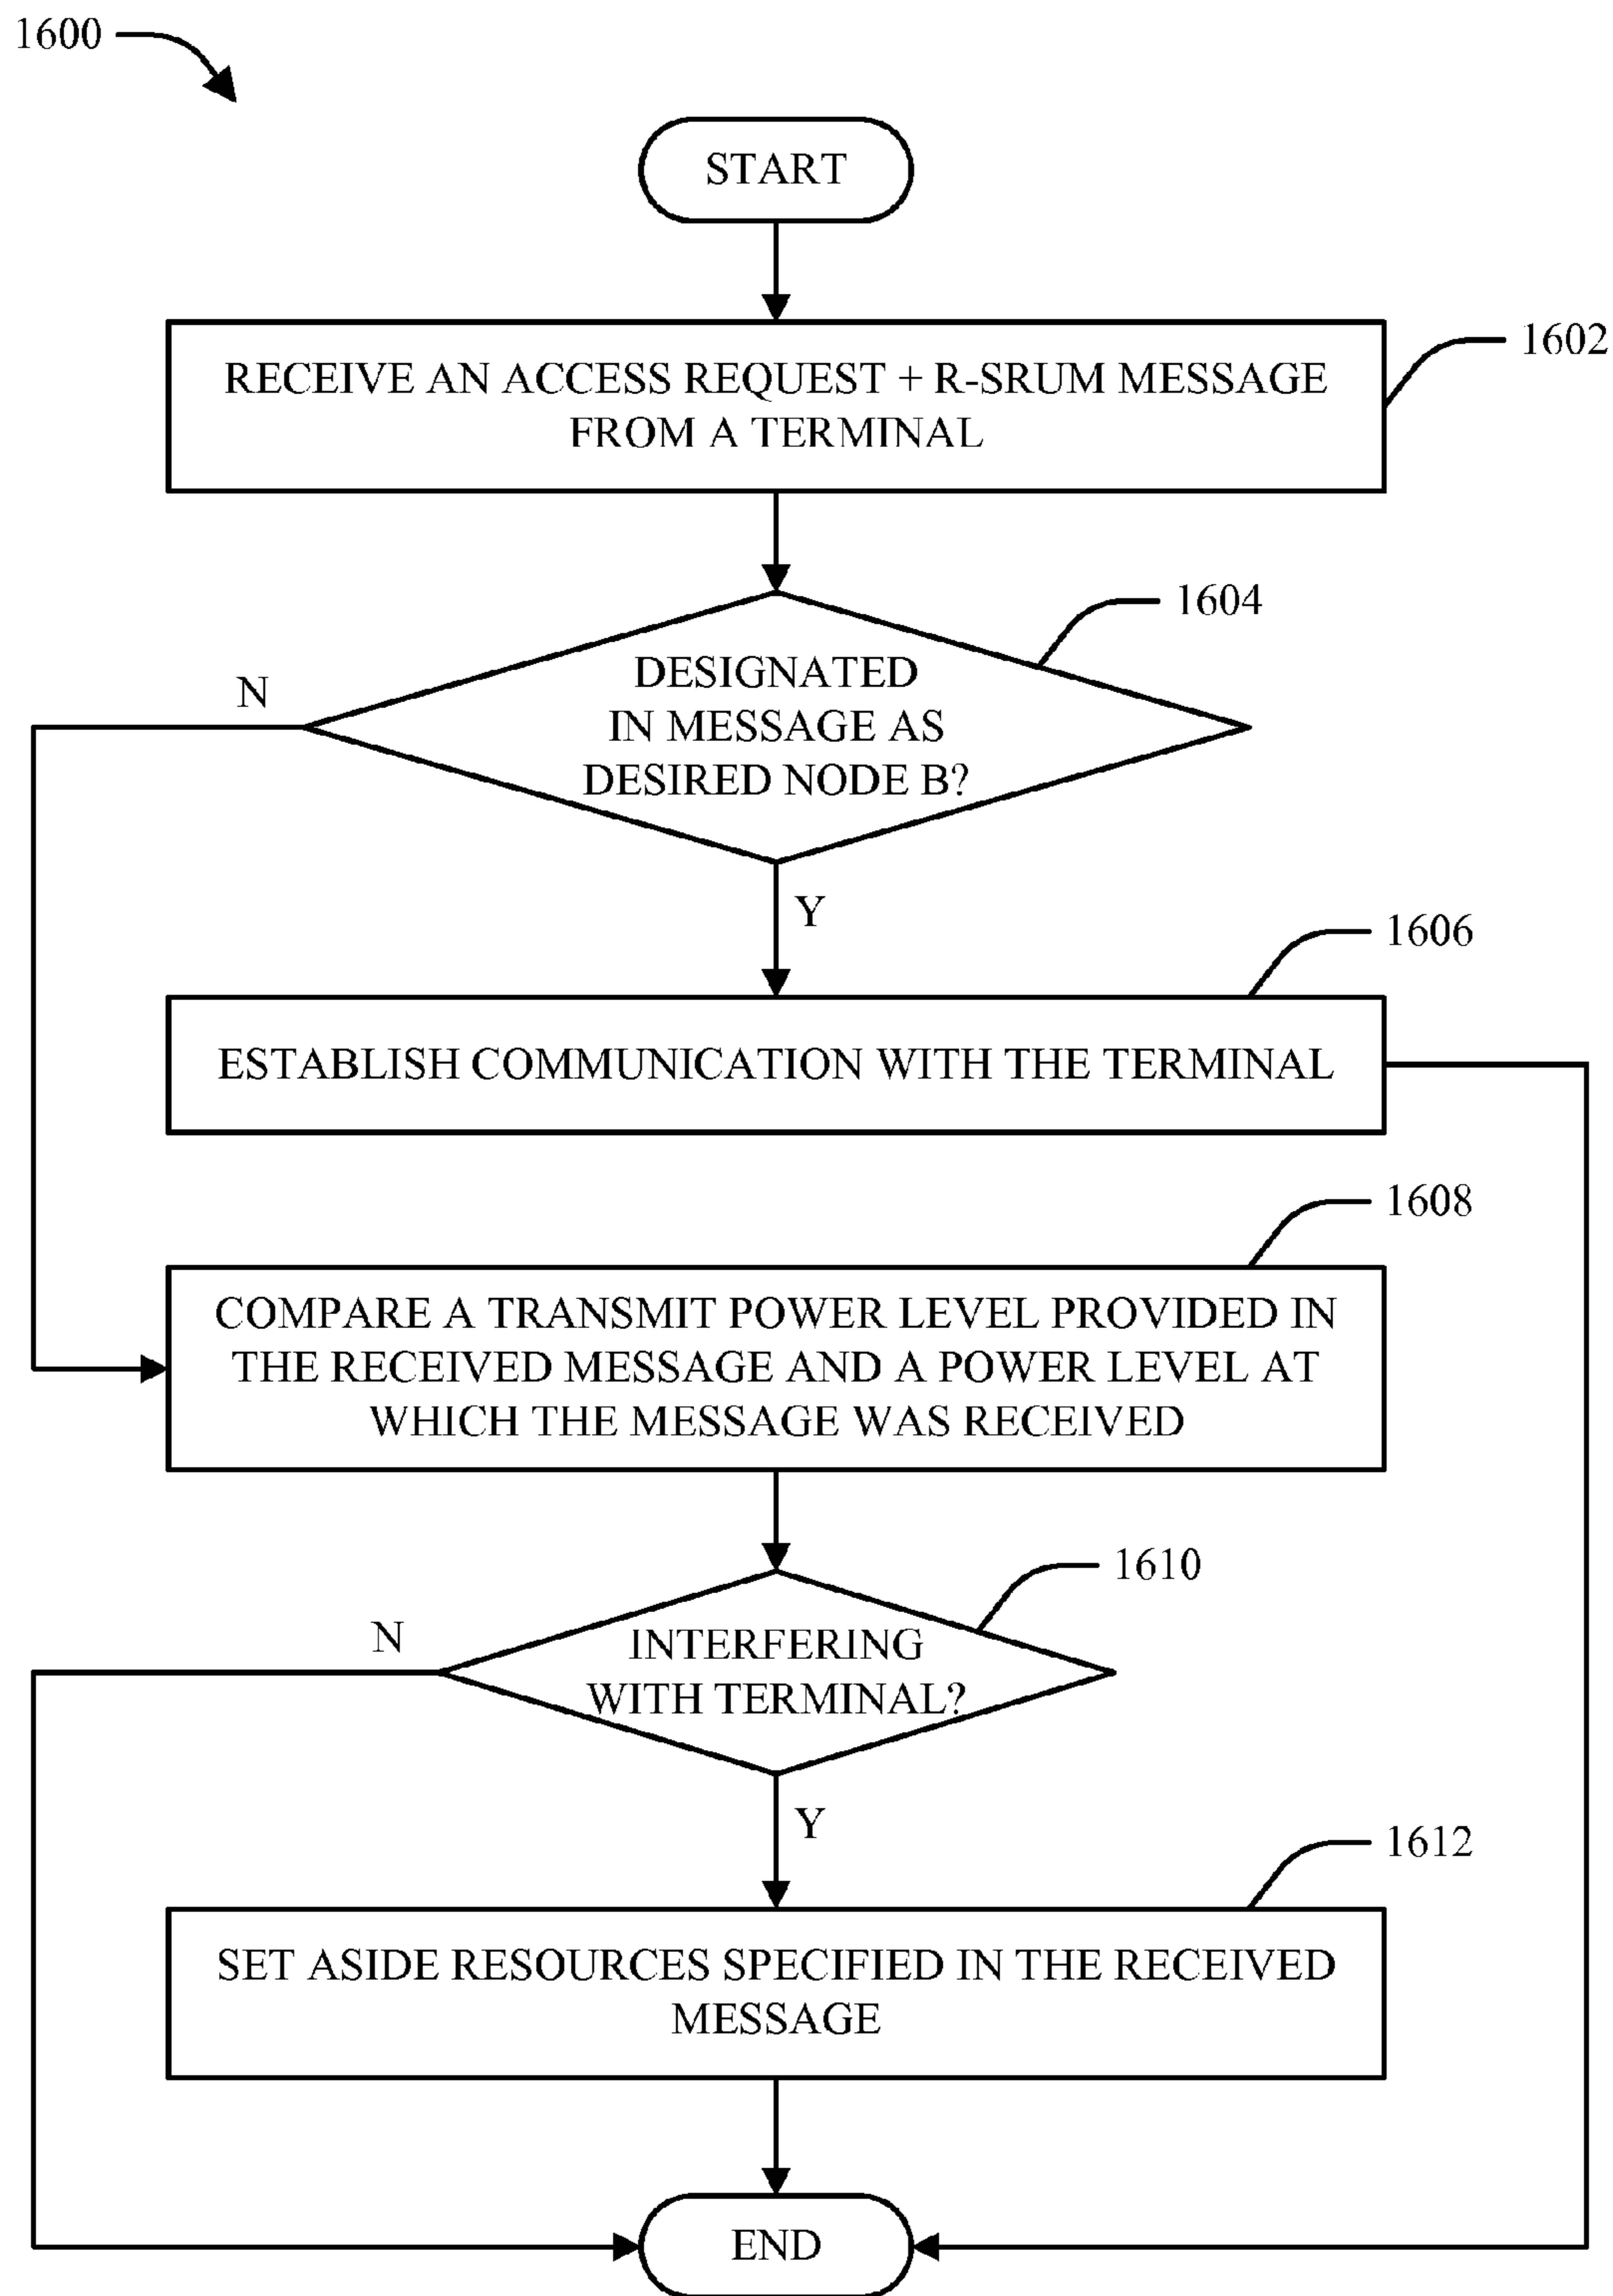 1600
START
RECEIVE AN ACCESS REQUEST + R-SRUM MESSAGE
FROM A TERMINAL
1602
1604
DESIGNATED
IN MESSAGE AS
DESIRED NODE B?
N
Y
1606
ESTABLISH COMMUNICATION WITH THE TERMINAL
1608
COMPARE A TRANSMIT POWER LEVEL PROVIDED IN
THE RECEIVED MESSAGE AND A POWER LEVEL AT
WHICH THE MESSAGE WAS RECEIVED
1610
INTERFERING
WITH TERMINAL?
N
Y
1612
SET ASIDE RESOURCES SPECIFIED IN THE RECEIVED
MESSAGE
END